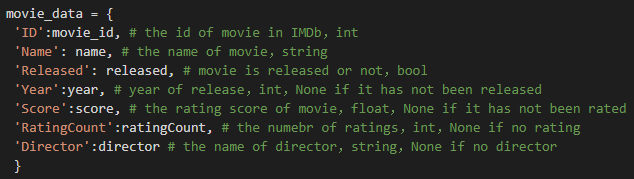 movie_data = {
'ID':movie_id, # the id of movie in IMDb, int
'Name': name, # the name of movie, string
'Released': released, # movie is released or not, bool
'Year':year, # year of release, int, None if it has not been released
'Score':score, # the rating score of movie, float, None if it has not been rated
'RatingCount':ratingCount, # the numebr of ratings, int, None if no rating
'Director':director # the name of director, string, None if no director
}